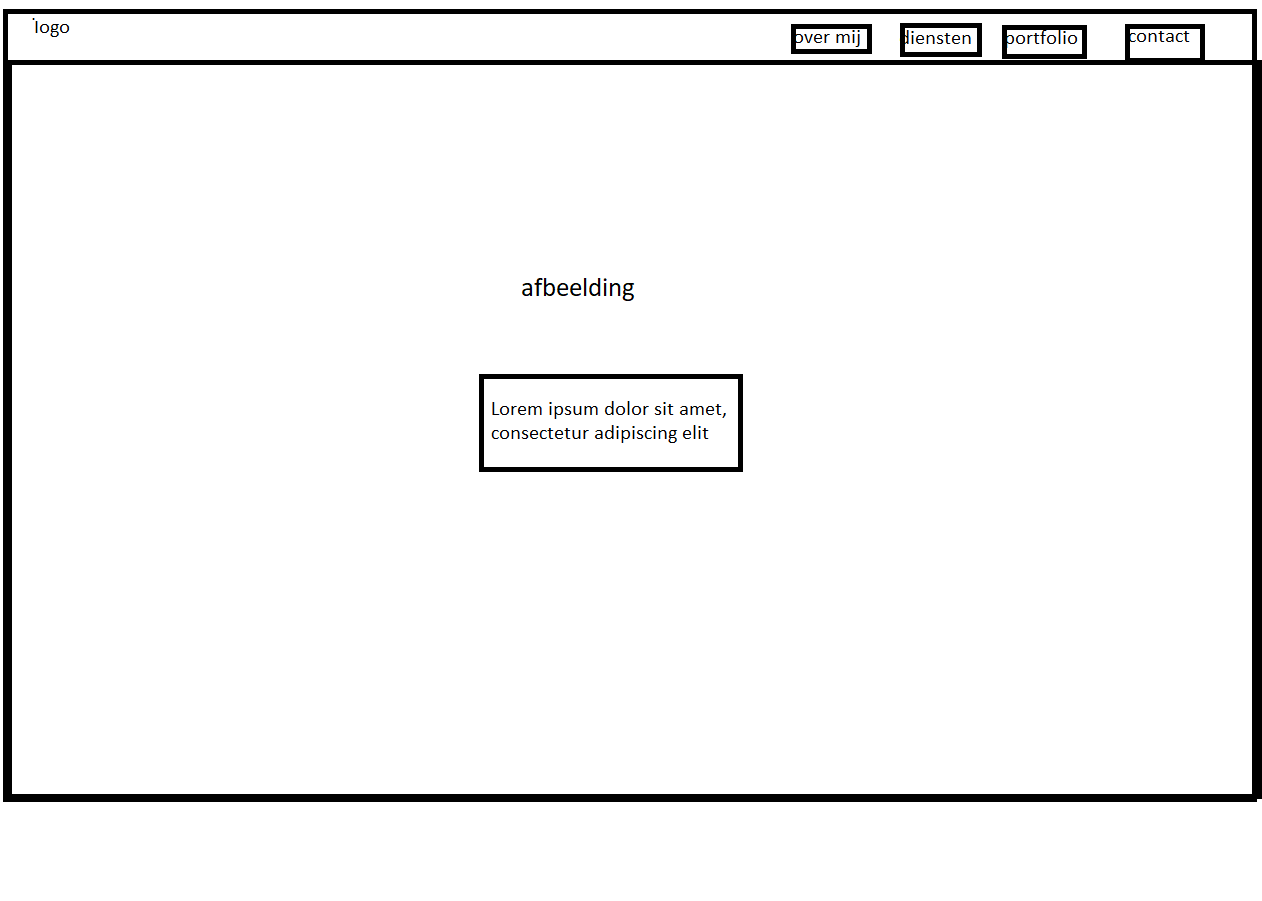 logo
over mij
diensten
portfolio
contact
afbeelding
Lorem ipsum dolor sit amet,
consectetur adipiscing elit